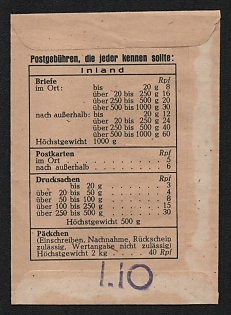 Postgebühren, die jeder kennen sollte:
Inland
Briefe Rpf
im Ort: bis 20 g 8
über 20 bis 250 g 16
über 250 bis 500 g 20
über 500 bis 1000 g 30
nach außerhalb: bis 20 g 12
über 20 bis 250 g 24
über 250 bis 500 g 40
über 500 bis 1000 g 60
Höchstgewicht 1000 g
Postkarten Rpf
im Ort . . . . . . . 5
nach außerhalb . . . . . 6
Drucksachen Rpf
bis 20 g . . . . . 3
über 20 bis 50 g . . . . . 4
über 50 bis 100 g . . . . . 8
über 100 bis 250 g . . . . . 15
über 250 bis 500 g . . . . . 30
Höchstgewicht 500 g
Päckchen
(Einschreiben, Nachnahme, Rückschein
zulässig, Wertangabe nicht zulässig)
Höchstgewicht 2 kg . . . . 40 Rpf
1.10